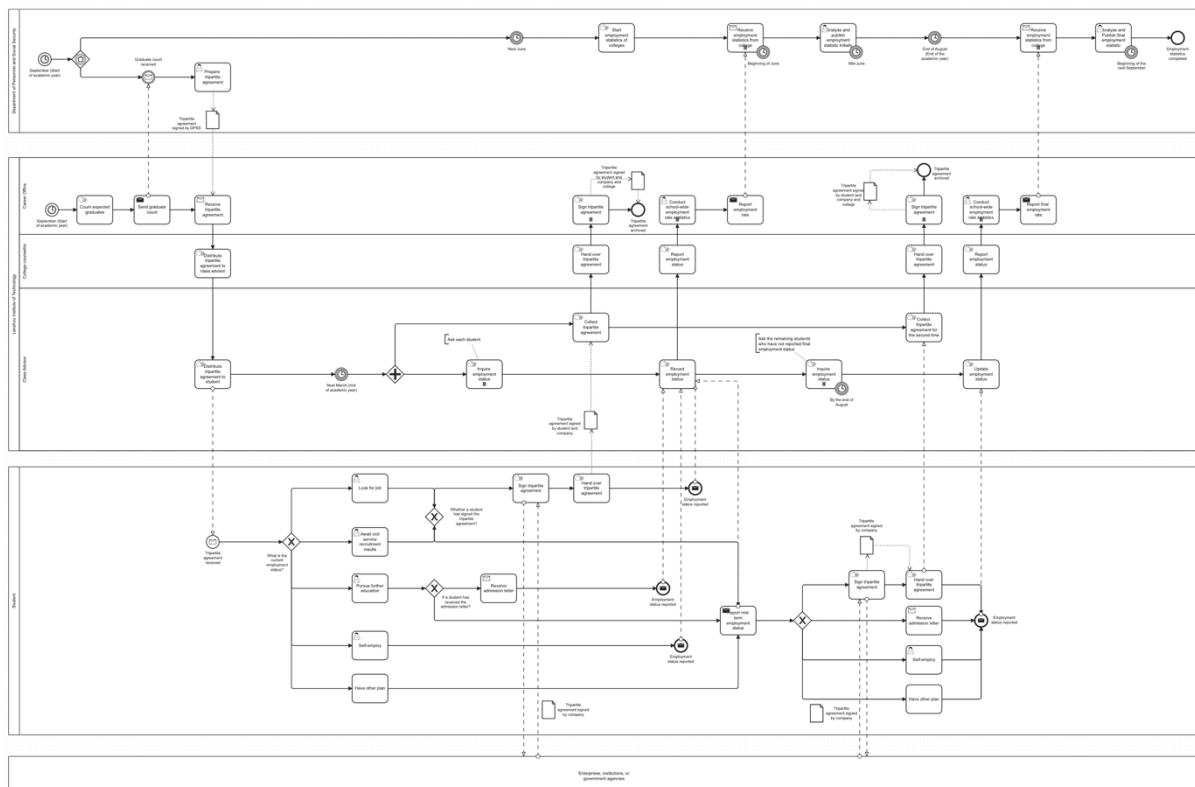 Department of Personnel and Social Security
September (Start
of academic year)
Graduate count
received
Prepare
tripartite
agreement
Tripartite
agreement
signed by DPSS
Next June
Start
employment
statistics of
colleges
Receive
employment
statistics from
college
Beginning of June
Analyse and
publish
employment
statistic initials
Mid-June
End of August
(End of the
academic year)
Receive
employment
statistics from
college
Analyse and
Publish final
employment
statistic
Beginning of the
next September
Employment
statistics
completed
Lanzhou Institute of Technology
Career Office
September (Start
of academic year)
Count expected
graduates
Send graduate
count
Receive
tripartite
agreement
Tripartite
agreement signed
by student and
company and
college
Sign tripartite
agreement
Tripartite
agreement
archived
Conduct
school-wide
employment
rate statistics
Report
employment
rate
Tripartite
agreement signed
by student and
company and
college
Tripartite
agreement
archived
Sign tripartite
agreement
Conduct
school-wide
employment
rate statistics
Report final
employment
rate
College counselor
Distribute
tripartite
agreement to
class advisor
Hand over
tripartite
agreement
Report
employment
status
Hand over
tripartite
agreement
Report
employment
status
Class Advisor
Distribute
tripartite
agreement to
student
Next March (mid
of academic year)
Ask each student
Inquire
employment
status
Collect
tripartite
agreement
Tripartite
agreement signed
by student and
company
Record
employment
status
Ask the remaining students
who have not reported final
employment status
Inquire
employment
status
By the end of
August
Collect
tripartite
agreement for
the second time
Update
employment
status
Student
Tripartite
agreement
received
What is the
current
employment
status?
Look for job
Await civil
service
recruitment
results
Pursue further
education
Self-employ
Have other plan
Whether a student
has signed the
tripartite
agreement?
Sign tripartite
agreement
Hand over
tripartite
agreement
Employment
status reported
If a student has
received the
admission letter?
Receive
admission letter
Employment
status reported
Employment
status reported
Report mid-
term
employment
status
Tripartite
agreement signed
by company
Tripartite
agreement signed
by company
Sign tripartite
agreement
Hand over
tripartite
agreement
Receive
admission letter
Self-employ
Have other plan
Employment
status reported
Tripartite
agreement signed
by company
Enterprises, institutions, or
government agencies